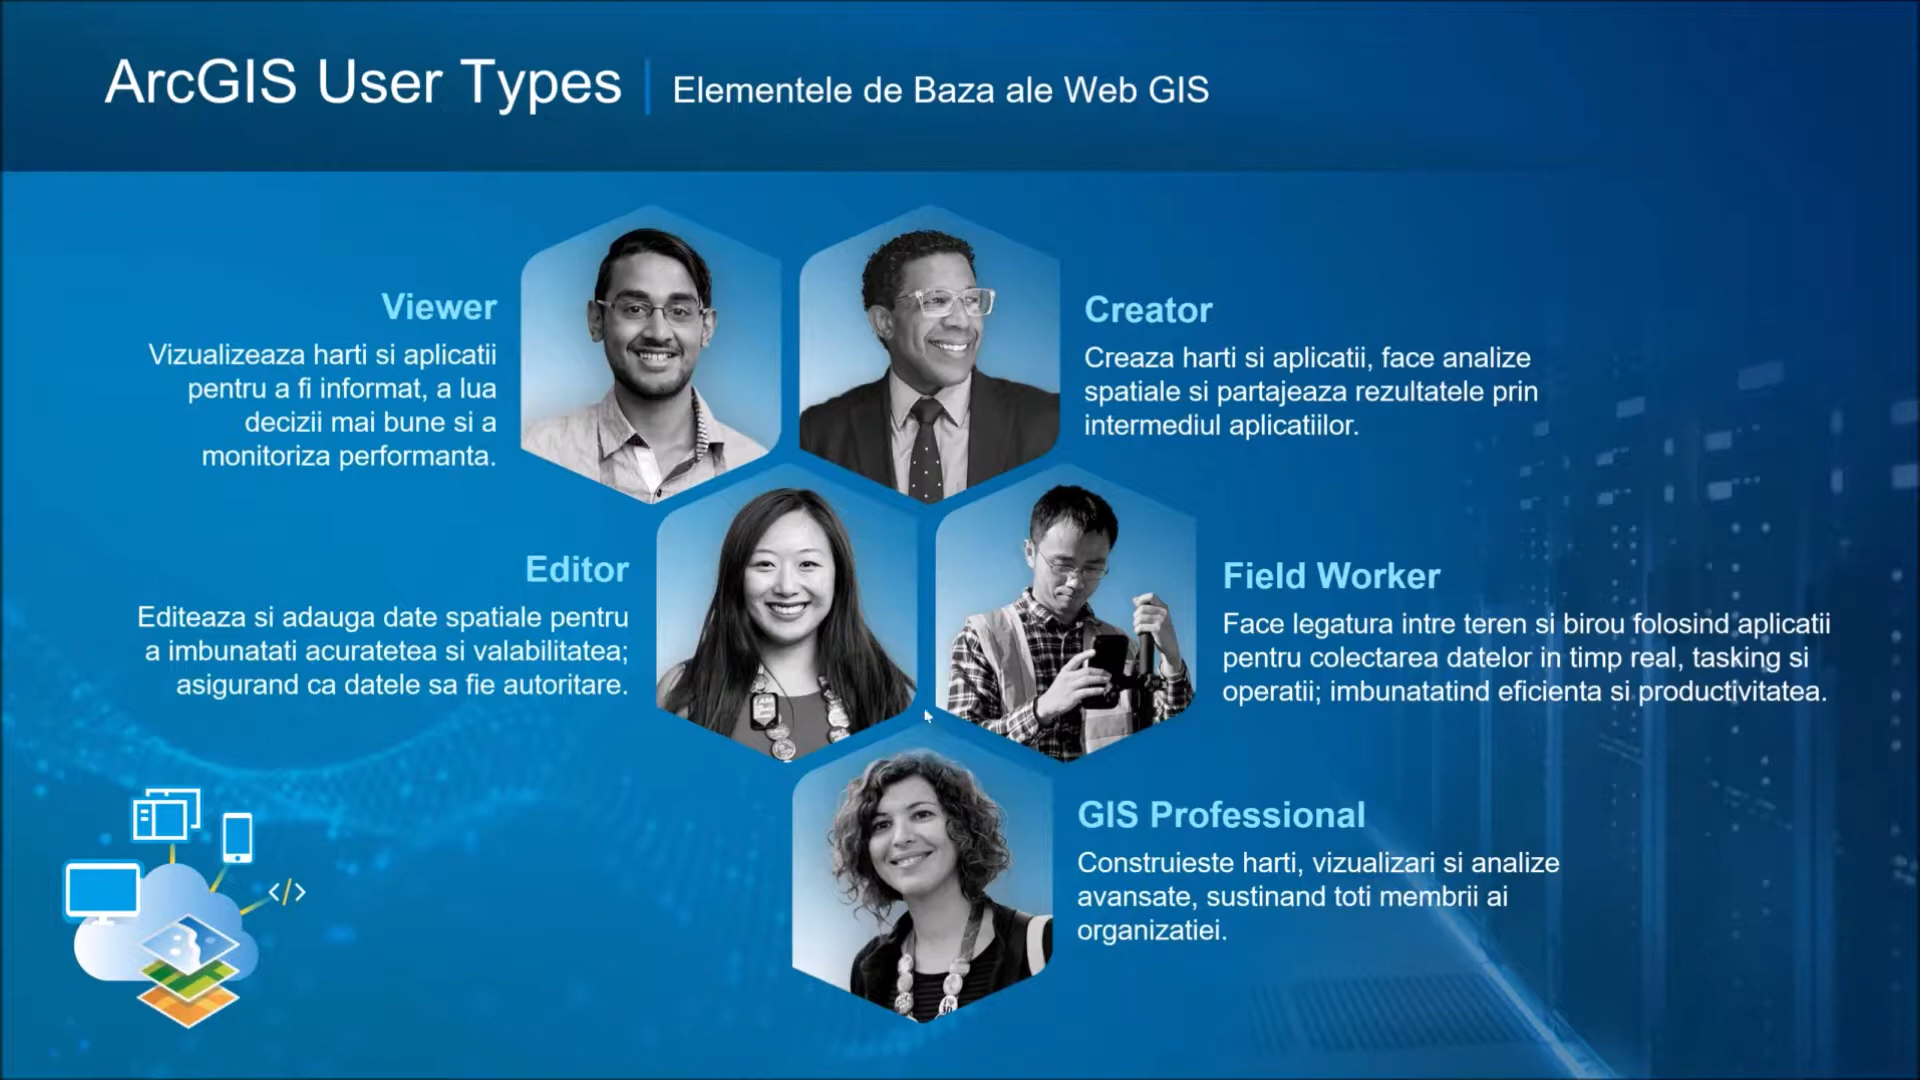 ArcGIS User Types | Elementele de Baza ale Web GIS
Viewer
Vizualizeaza harti si aplicatii
pentru a fi informat, a lua
decizii mai bune si a
monitoriza performanta.
Creator
Creaza harti si aplicatii, face analize
spatiale si partajeaza rezultatele prin
intermediul aplicatiilor.
Editor
Editeaza si adauga date spatiale pentru
a imbunatati acuratetea si valabilitatea;
asigurand ca datele sa fie autoritare.
Field Worker
Face legatura intre teren si birou folosind aplicatii
pentru colectarea datelor in timp real, tasking si
operatii; imbunatatind eficienta si productivitatea.
GIS Professional
Construieste harti, vizualizari si analize
avansate, sustinand toti membrii ai
organizatiei.